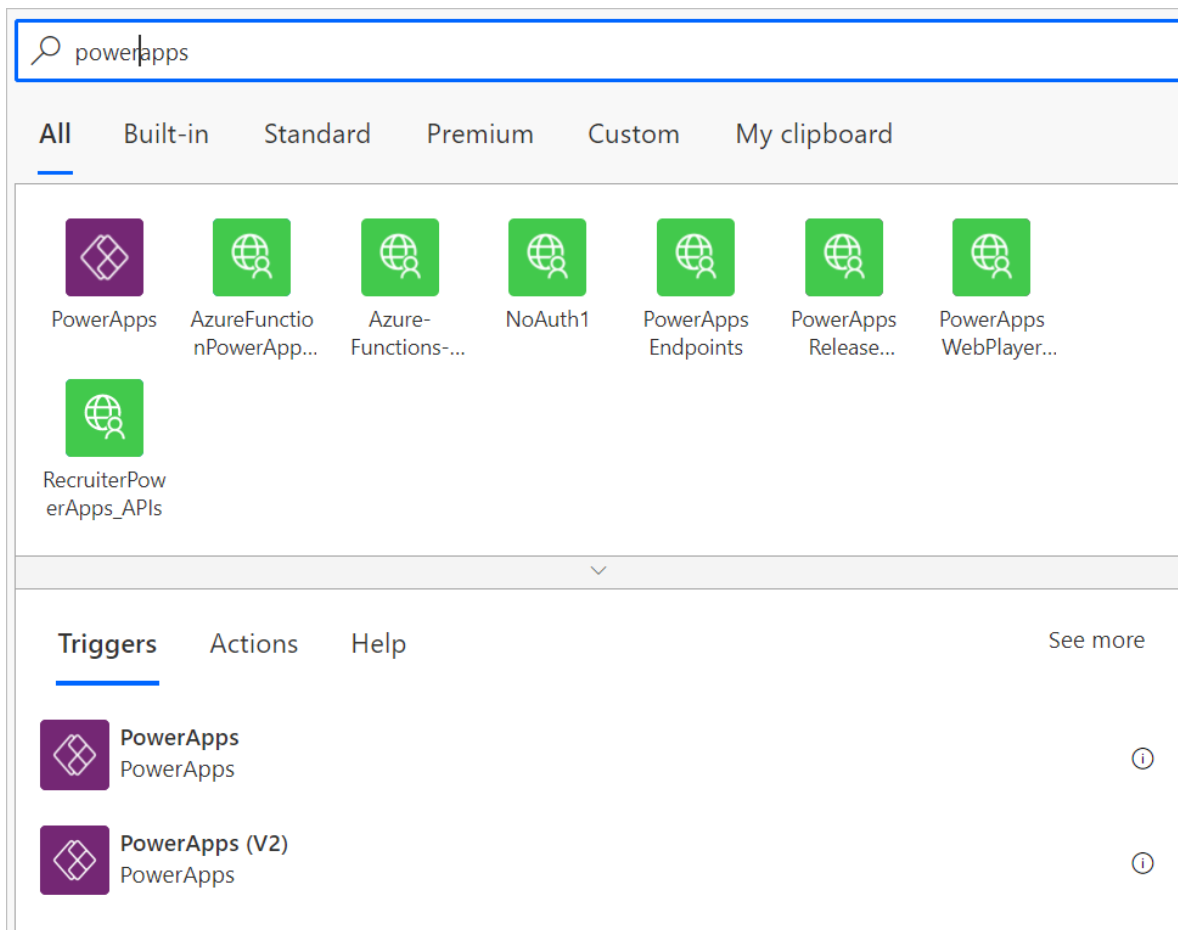 powerapps
All Built-in Standard Premium Custom My clipboard
PowerApps
AzureFunctio
nPowerApp...
Azure-
Functions-...
NoAuth1
PowerApps
Endpoints
PowerApps
Release...
PowerApps
WebPlayer...
RecruiterPow
erApps_APIs
Triggers Actions Help See more
PowerApps
PowerApps
PowerApps (V2)
PowerApps